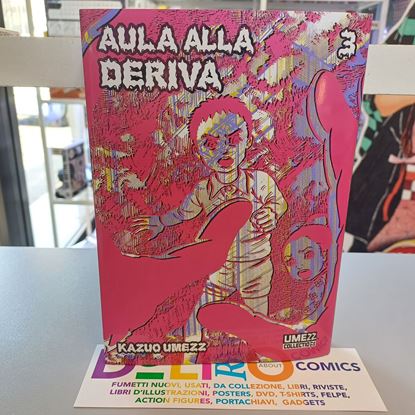 AULA ALLA
DERIVA
3
KAZUO UMEZZ
UMEZZ
COLLECTION
ABOUT
COMICS
FUMETTI NUOVI, USATI, DA COLLEZIONE, LIBRI, RIVISTE,
LIBRI D'ILLUSTRAZIONI, POSTERS, DVD, T-SHIRTS, FELPE,
ACTION FIGURES, PORTACHIAVI, GADGETS